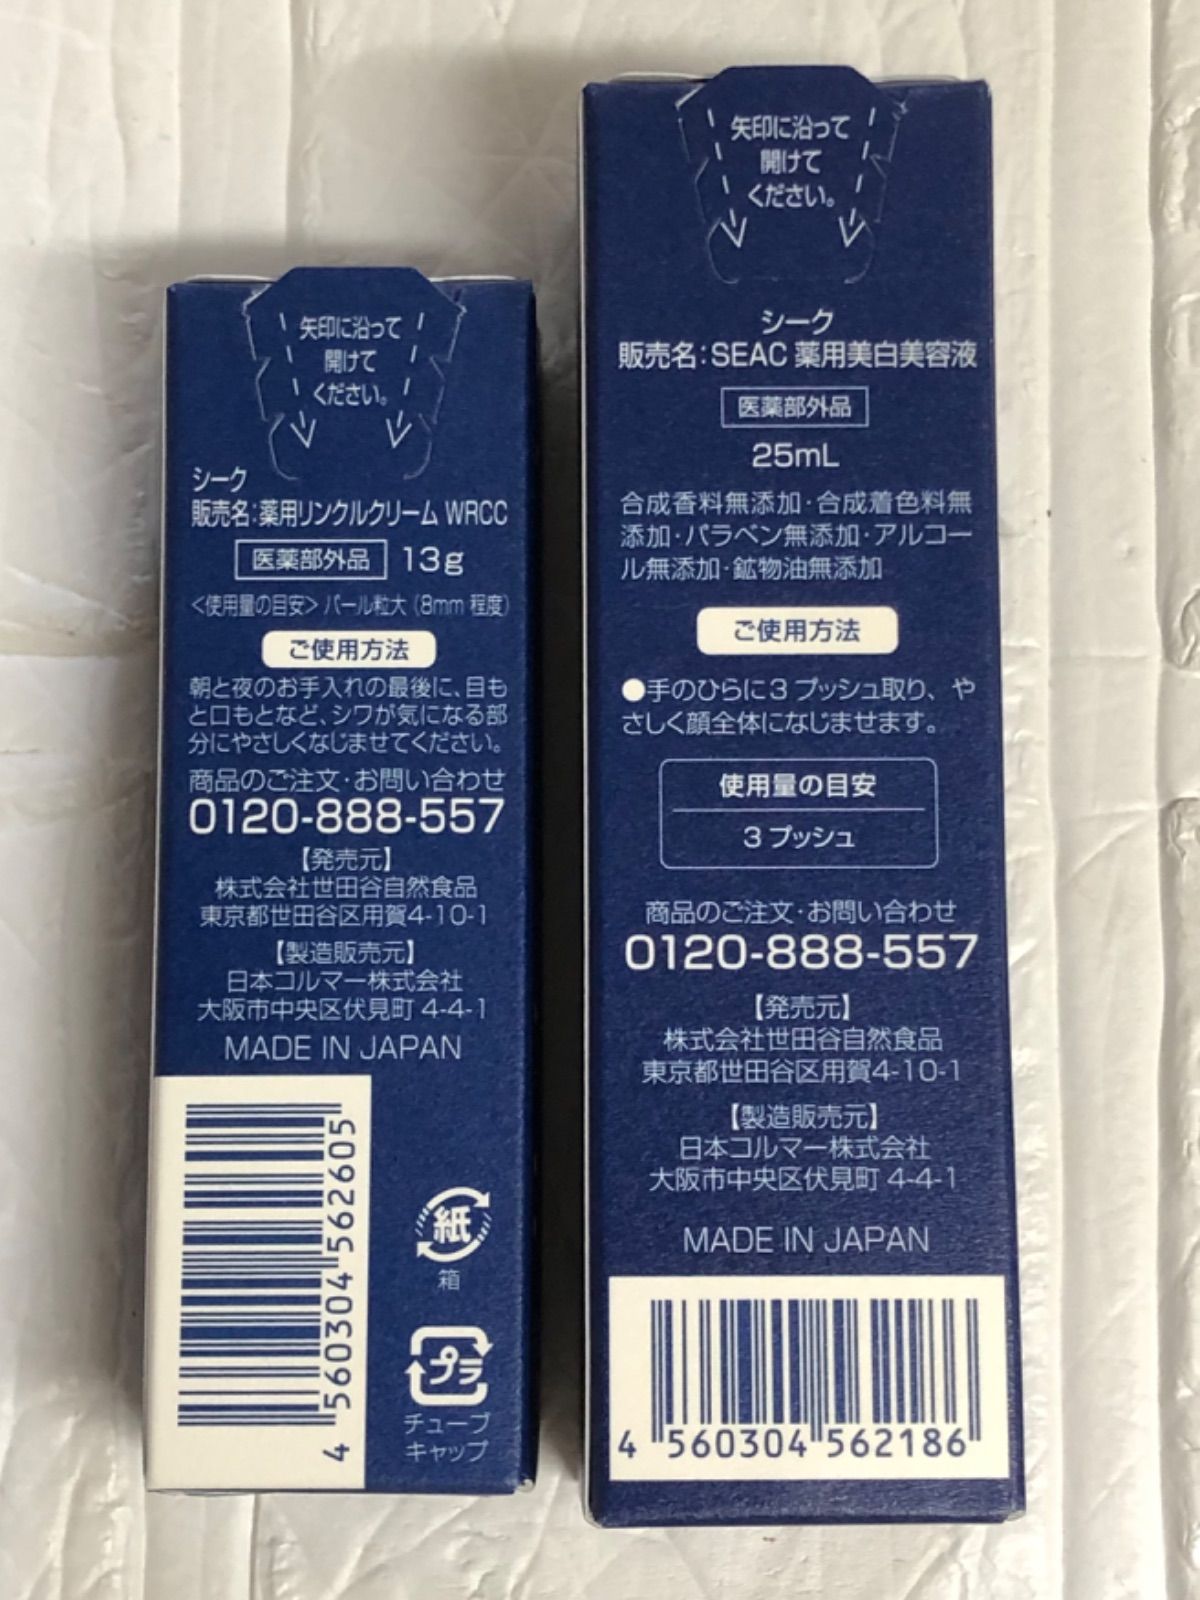 矢印に沿って
開けて
ください。
シーク
販売名:薬用リンクルクリーム WRCC
医薬部外品 13g
<使用量の目安> パール粒大 (8mm 程度)
ご使用方法
朝と夜のお手入れの最後に、目も
と口もとなど、シワが気になる部
分にやさしくなじませてください。
商品のご注文・お問い合わせ
0120-888-557
【発売元】
株式会社世田谷自然食品
東京都世田谷区用賀4-10-1
【製造販売元】
日本コルマー株式会社
大阪市中央区伏見町 4-4-1
MADE IN JAPAN
4 560304 562605
紙
箱
プラ
チューブ
キャップ
矢印に沿って
開けて
ください。
シーク
販売名:SEAC 薬用美白美容液
医薬部外品
25mL
合成香料無添加・合成着色料無
添加・パラベン無添加・アルコー
ル無添加・鉱物油無添加
ご使用方法
●手のひらに3 プッシュ取り、や
さしく顔全体になじませます。
使用量の目安
3 プッシュ
商品のご注文・お問い合わせ
0120-888-557
【発売元】
株式会社世田谷自然食品
東京都世田谷区用賀4-10-1
【製造販売元】
日本コルマー株式会社
大阪市中央区伏見町 4-4-1
MADE IN JAPAN
4 560304 562186